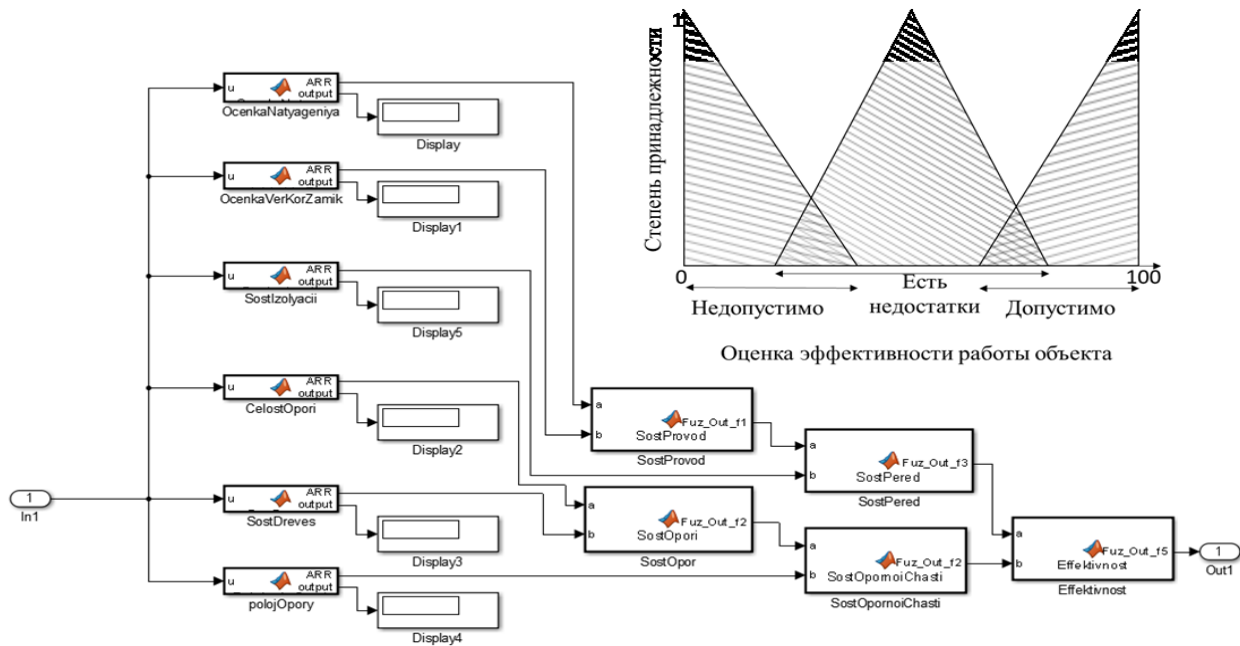 1
Степень принадлежности
0
100
Есть
недостатки
Недопустимо
Допустимо
Оценка эффективности работы объекта
u
ARR
output
OcenkaNatyageniya
Display
u
ARR
output
OcenkaVerKorZamik
Display1
u
ARR
output
SostIzolyacii
Display5
u
ARR
output
CelostOpori
Display2
1
In1
u
ARR
output
SostDreves
Display3
u
ARR
output
polojOpory
Display4
a
b
Fuz_Out_f1
SostProvod
SostProvod
a
b
Fuz_Out_f3
SostPered
SostPered
a
b
Fuz_Out_f2
SostOpori
SostOpor
a
b
Fuz_Out_f2
SostOpornoiChasti
SostOpornoiChasti
a
b
Fuz_Out_f5
Effektivnost
Effektivnost
1
Out1